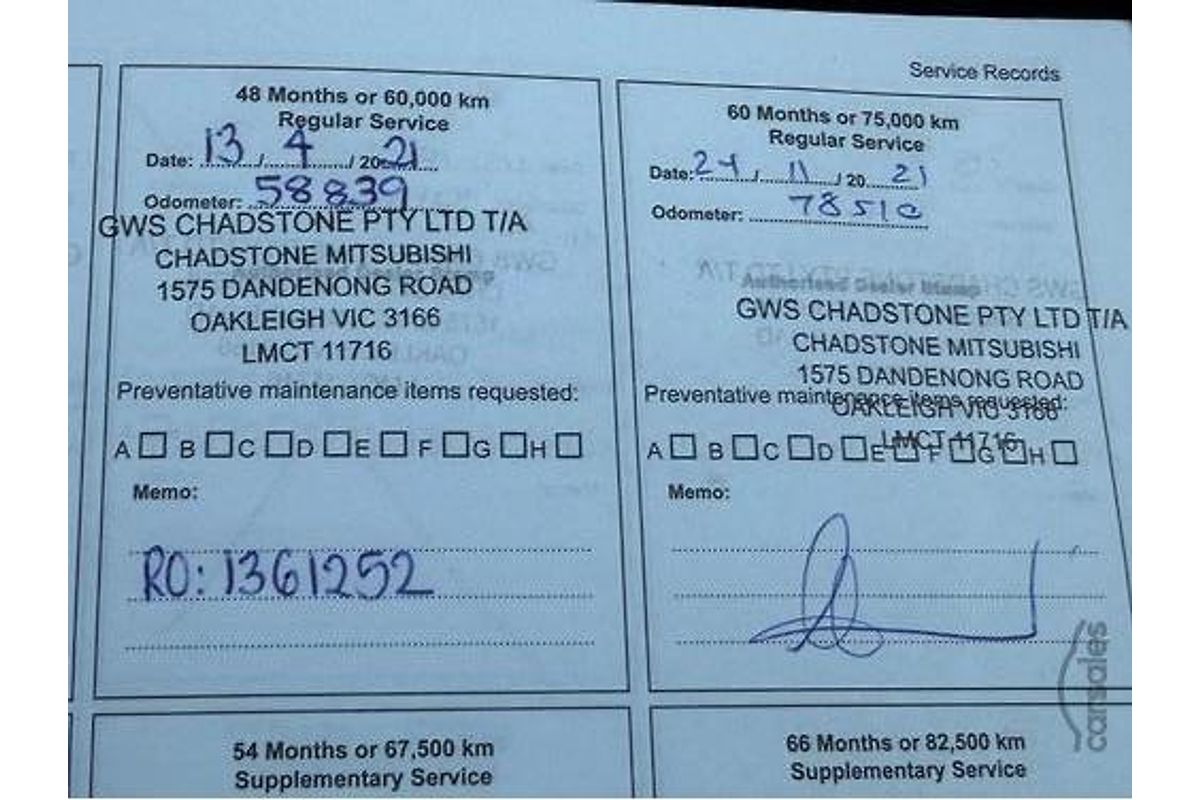 Service Records
48 Months or 60,000 km
Regular Service
Date: 13 / 4 / 2021
Odometer: 58839
GWS CHADSTONE PTY LTD T/A
CHADSTONE MITSUBISHI
1575 DANDENONG ROAD
OAKLEIGH VIC 3166
LMCT 11716
Preventative maintenance items requested:
A B C D E F G H
Memo:
RO: 1361252
60 Months or 75,000 km
Regular Service
Date: / 11 / 20 21
Odometer: 78510
Authorised Dealer Stamp
GWS CHADSTONE PTY LTD T/A
CHADSTONE MITSUBISHI
1575 DANDENONG ROAD
Preventative maintenance items requested:
OAKLEIGH VIC 3166
LMCT 11716
A B C D E F G H
Memo:
54 Months or 67,500 km
Supplementary Service
66 Months or 82,500 km
Supplementary Service
carsales